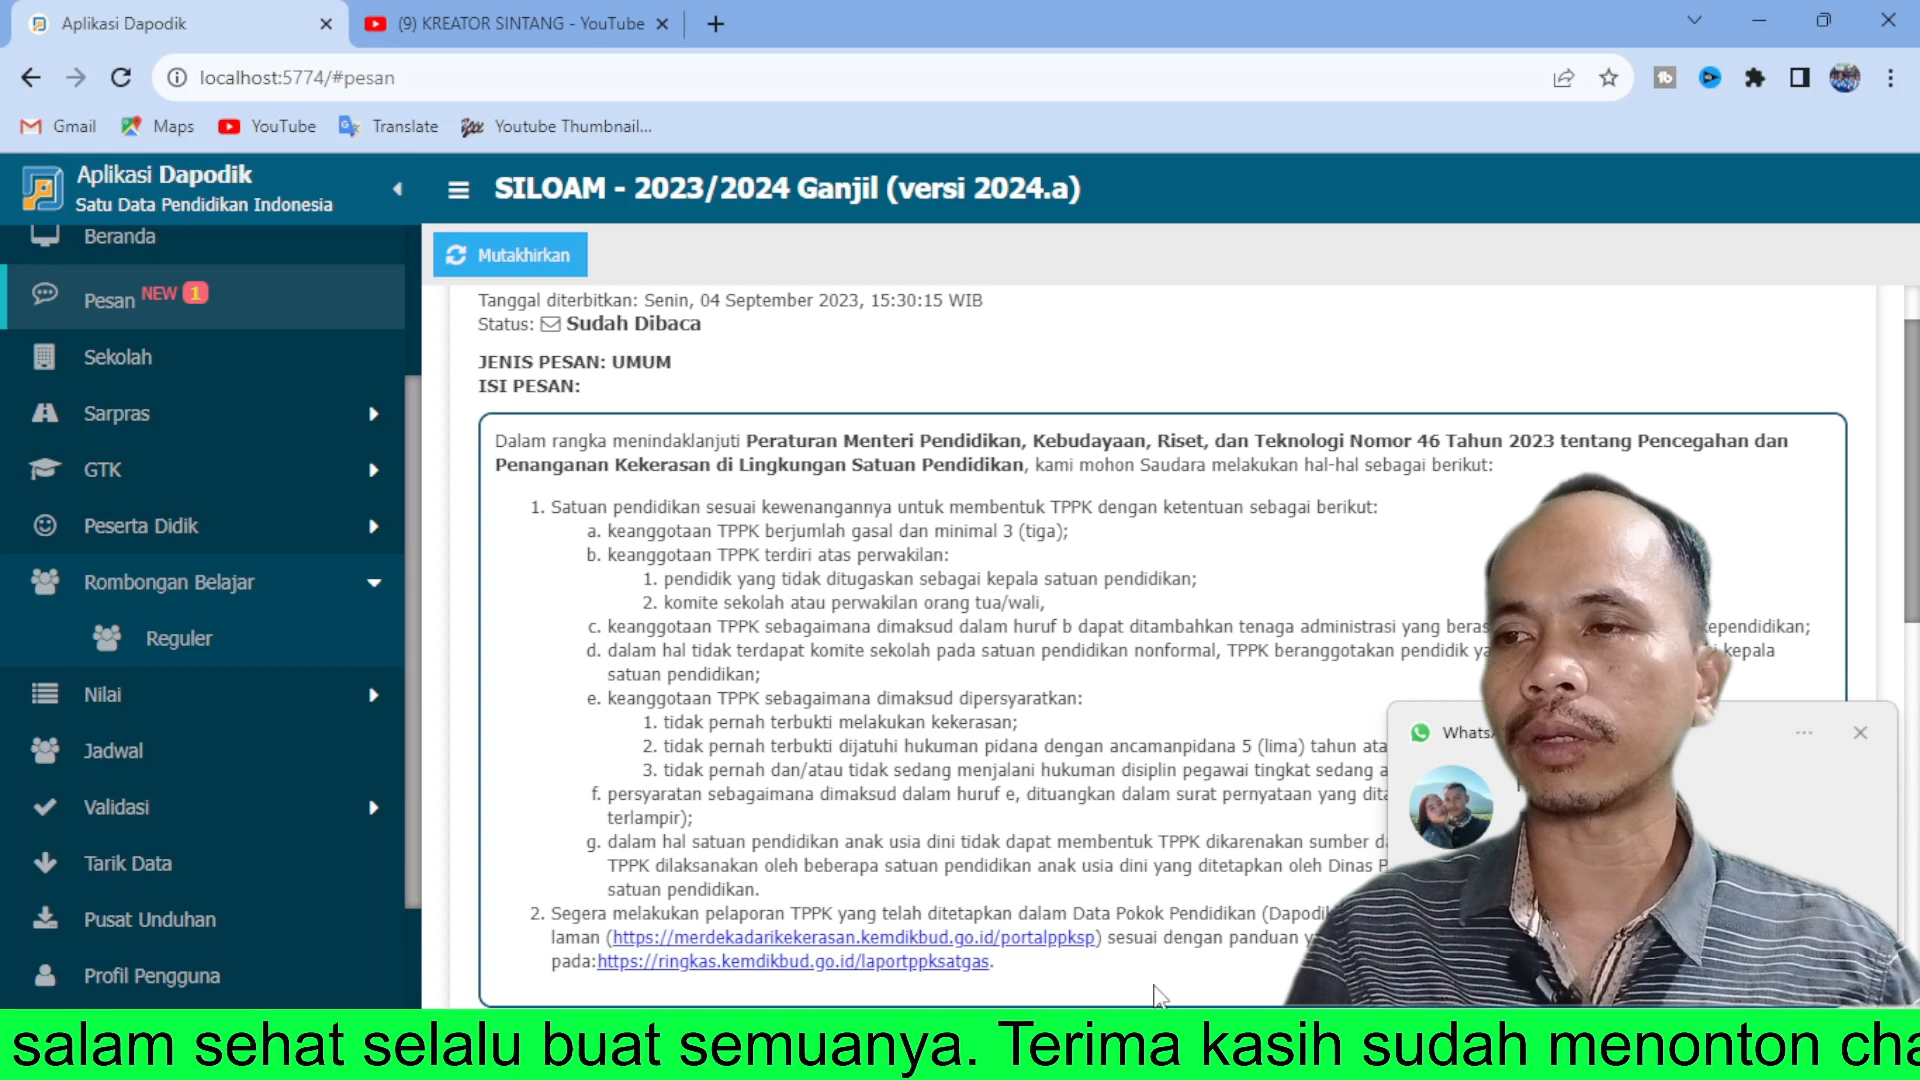 Aplikasi Dapodik
(9) KREATOR SINTANG - YouTube
localhost:5774/#pesan
Gmail
Maps
YouTube
Translate
Youtube Thumbnail...
Aplikasi Dapodik
Satu Data Pendidikan Indonesia
SILOAM - 2023/2024 Ganjil (versi 2024.a)
Beranda
Pesan NEW 1
Sekolah
Sarpras
GTK
Peserta Didik
Rombongan Belajar
Reguler
Nilai
Jadwal
Validasi
Tarik Data
Pusat Unduhan
Profil Pengguna
Mutakhirkan
Tanggal diterbitkan: Senin, 04 September 2023, 15:30:15 WIB
Status: Sudah Dibaca
JENIS PESAN: UMUM
ISI PESAN:
Dalam rangka menindaklanjuti Peraturan Menteri Pendidikan, Kebudayaan, Riset, dan Teknologi Nomor 46 Tahun 2023 tentang Pencegahan dan
Penanganan Kekerasan di Lingkungan Satuan Pendidikan, kami mohon Saudara melakukan hal-hal sebagai berikut:
1. Satuan pendidikan sesuai kewenangannya untuk membentuk TPPK dengan ketentuan sebagai berikut:
a. keanggotaan TPPK berjumlah gasal dan minimal 3 (tiga);
b. keanggotaan TPPK terdiri atas perwakilan:
1. pendidik yang tidak ditugaskan sebagai kepala satuan pendidikan;
2. komite sekolah atau perwakilan orang tua/wali,
c. keanggotaan TPPK sebagaimana dimaksud dalam huruf b dapat ditambahkan tenaga administrasi yang kependidikan;
d. dalam hal tidak terdapat komite sekolah pada satuan pendidikan nonformal, TPPK beranggotakan pendidik kepala
satuan pendidikan;
e. keanggotaan TPPK sebagaimana dimaksud dipersyaratkan:
1. tidak pernah terbukti melakukan kekerasan;
2. tidak pernah terbukti dijatuhi hukuman pidana dengan ancamanpidana 5 (lima) tahun
3. tidak pernah dan/atau tidak sedang menjalani hukuman disiplin pegawai tingkat sedang
f. persyaratan sebagaimana dimaksud dalam huruf e, dituangkan dalam surat pernyataan yang
terlampir);
g. dalam hal satuan pendidikan anak usia dini tidak dapat membentuk TPPK dikarenakan sumber
TPPK dilaksanakan oleh beberapa satuan pendidikan anak usia dini yang ditetapkan oleh Dinas
satuan pendidikan.
2. Segera melakukan pelaporan TPPK yang telah ditetapkan dalam Data Pokok Pendidikan
laman (https://merdekadarikekerasan.kemdikbud.go.id/portalppksp) sesuai dengan panduan
pada:https://ringkas.kemdikbud.go.id/laportppksatgas.
salam sehat selalu buat semuanya. Terima kasih sudah menonton